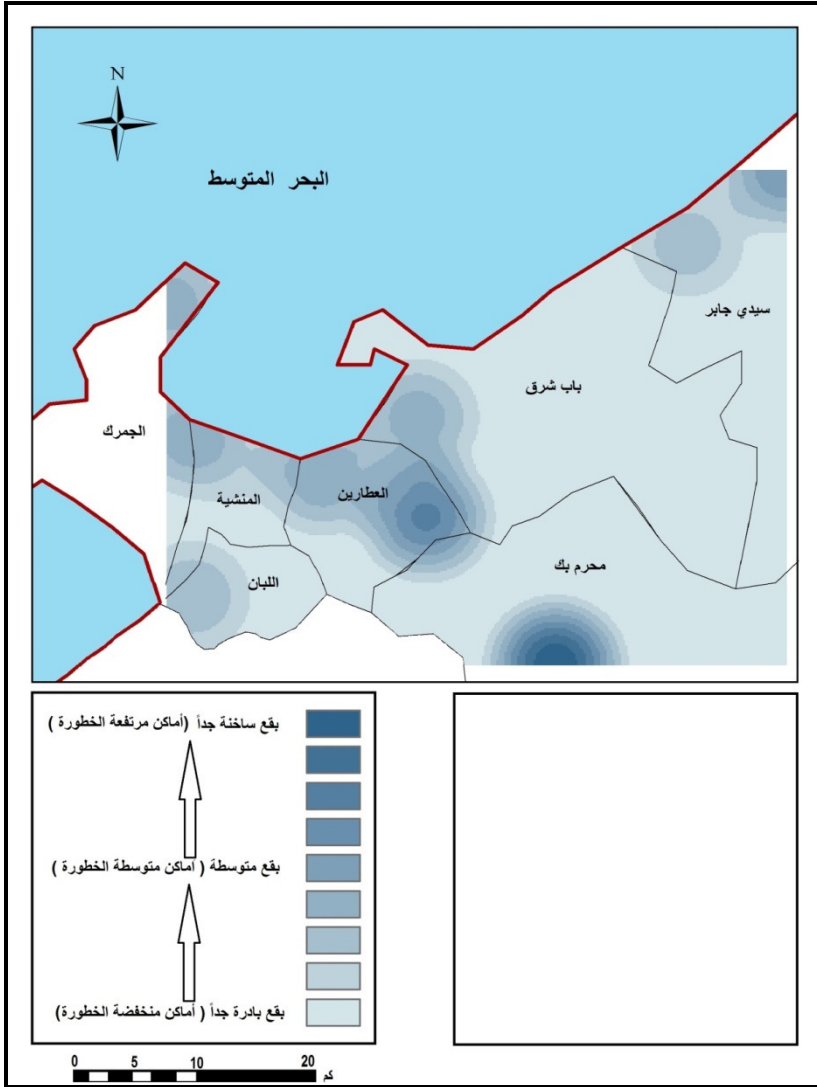 N
البحر المتوسط
سيدي جابر
باب شرق
الجمرك
المنشية
العطارين
محرم بك
اللبان
بقع ساخنة جداً (أماكن مرتفعة الخطورة )
بقع متوسطة ( أماكن متوسطة الخطورة )
بقع بادرة جداً ( أماكن منخفضة الخطورة)
0 5 10 20
كم